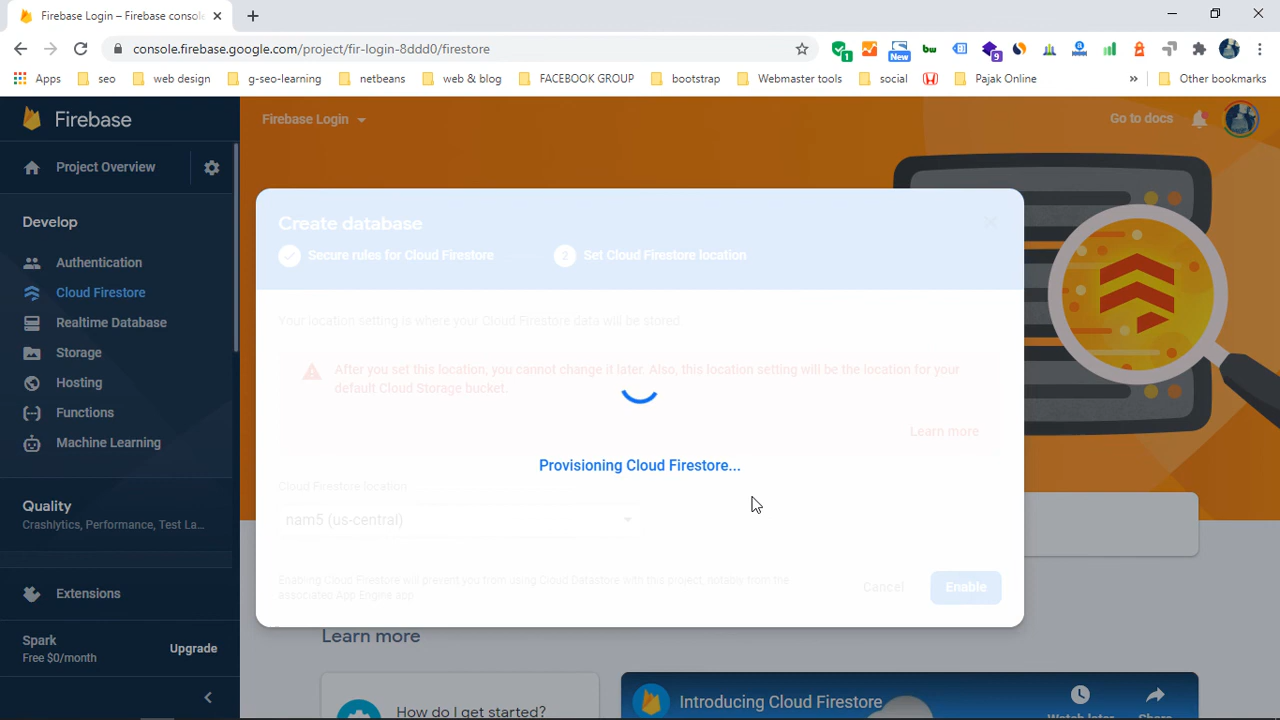 Firebase Login – Firebase consol
console.firebase.google.com/project/fir-login-8ddd0/firestore
1
New
bw
9
Apps
seo
web design
g-seo-learning
netbeans
web & blog
FACEBOOK GROUP
bootstrap
Webmaster tools
social
Pajak Online
»
Other bookmarks
Firebase
Firebase Login
Go to docs
Project Overview
Develop
Authentication
Cloud Firestore
Realtime Database
Storage
Hosting
Functions
Machine Learning
Quality
Crashlytics, Performance, Test La...
Extensions
Spark
Free $0/month
Upgrade
Create database
Secure rules for Cloud Firestore
2
Set Cloud Firestore location
Your location setting is where your Cloud Firestore data will be stored.
After you set this location, you cannot change it later. Also, this location setting will be the location for your
default Cloud Storage bucket.
Learn more
Provisioning Cloud Firestore...
Cloud Firestore location
nam5 (us-central)
Enabling Cloud Firestore will prevent you from using Cloud Datastore with this project, notably from the
associated App Engine app
Cancel
Enable
Learn more
How do I get started?
Introducing Cloud Firestore
Watch later
Share